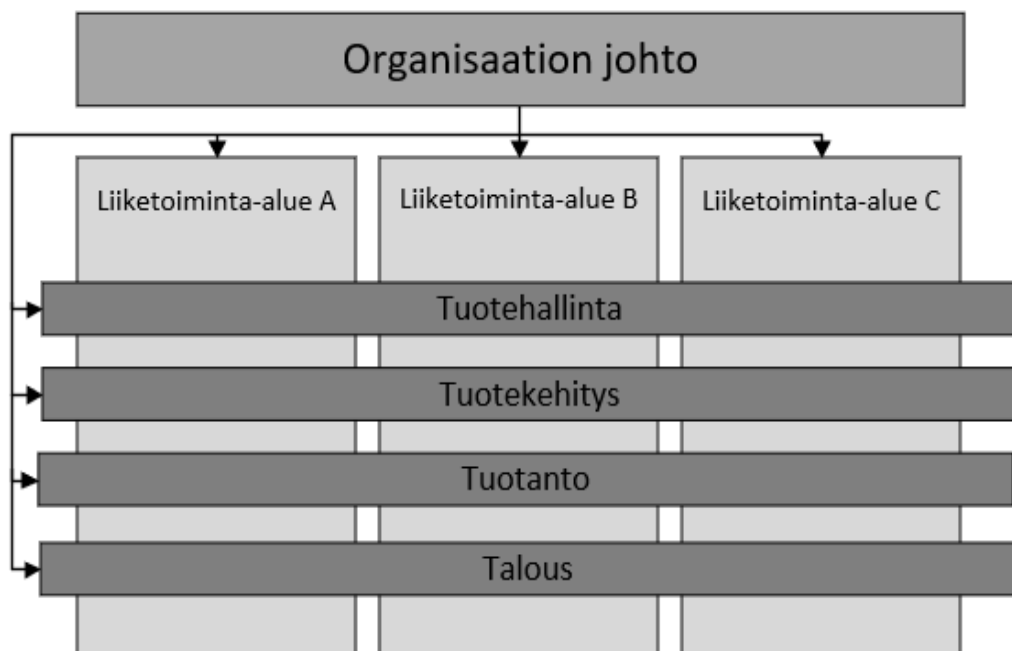 Organisaation johto
Liiketoiminta-alue A
Liiketoiminta-alue B
Liiketoiminta-alue C
Tuotehallinta
Tuotekehitys
Tuotanto
Talous